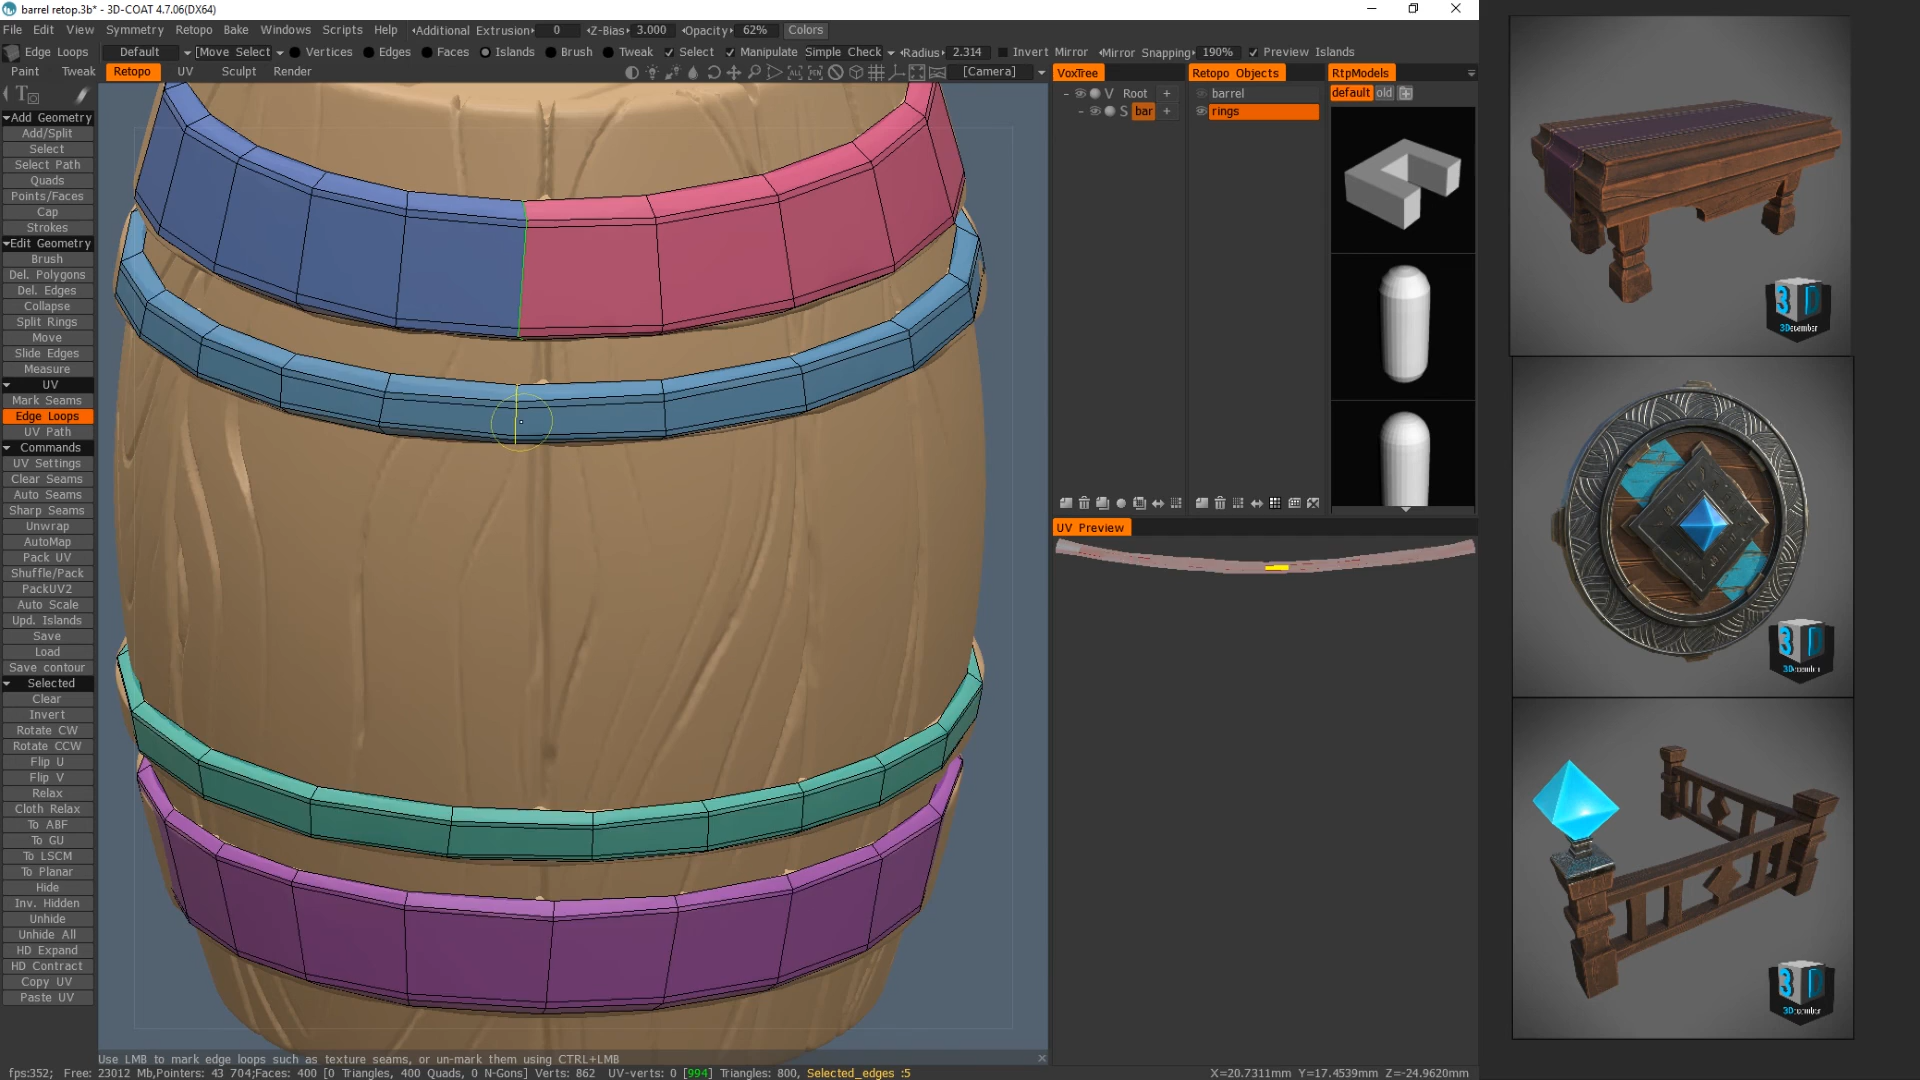 barrel retop.3b* - 3D-COAT 4.7.06(DX64)
File Edit View Symmetry Retopo Bake Windows Scripts Help Additional Extrusion 0 Z-Bias 3.000 Opacity 62% Colors
Edge Loops Default [Move Select Vertices Edges Faces Islands Brush Tweak Select Manipulate Simple Check Radius 2.314 Invert Mirror Mirror Snapping 190% Preview Islands
Paint Tweak Retopo UV Sculpt Render [Camera]
VoxTree Retopo Objects RtpModels
V Root + barrel default old
S bar + rings
Add Geometry
Add/Split
Select
Select Path
Quads
Points/Faces
Cap
Strokes
Edit Geometry
Brush
Del. Polygons
Del. Edges
Collapse
Split Rings
Move
Slide Edges
Measure
UV
Mark Seams
Edge Loops
UV Path
Commands
UV Settings
Clear Seams
Auto Seams
Sharp Seams
Unwrap
AutoMap
Pack UV
Shuffle/Pack
PackUV2
Auto Scale
Upd. Islands
Save
Load
Save contour
Selected
Clear
Invert
Rotate CW
Rotate CCW
Flip U
Flip V
Relax
Cloth Relax
To ABF
To GU
To LSCM
To Planar
Hide
Inv. Hidden
Unhide
Unhide All
HD Expand
HD Contract
Copy UV
Paste UV
UV Preview
3D
3December
3D
3December
3D
3December
Use LMB to mark edge loops such as texture seams, or un-mark them using CTRL+LMB
fps:352; Free: 23012 Mb,Pointers: 43 704;Faces: 400 [0 Triangles, 400 Quads, 0 N-Gons] Verts: 862 UV-verts: 0 [994] Triangles: 800, Selected_edges :5 X=20.7311mm Y=17.4539mm Z=-24.9620mm